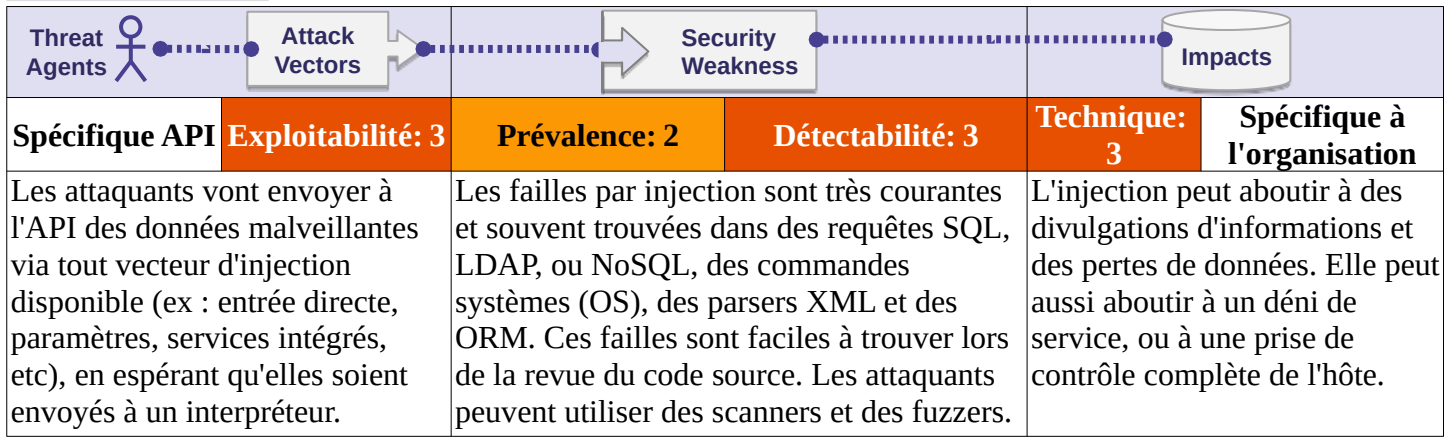 Threat
Agents
Attack
Vectors
Security
Weakness
Impacts
Spécifique API
Exploitabilité: 3
Prévalence: 2
Détectabilité: 3
Technique:
3
Spécifique à
l'organisation
Les attaquants vont envoyer à
l'API des données malveillantes
via tout vecteur d'injection
disponible (ex : entrée directe,
paramètres, services intégrés,
etc), en espérant qu'elles soient
envoyés à un interpréteur.
Les failles par injection sont très courantes
et souvent trouvées dans des requêtes SQL,
LDAP, ou NoSQL, des commandes
systèmes (OS), des parsers XML et des
ORM. Ces failles sont faciles à trouver lors
de la revue du code source. Les attaquants
peuvent utiliser des scanners et des fuzzers.
L'injection peut aboutir à des
divulgations d'informations et
des pertes de données. Elle peut
aussi aboutir à un déni de
service, ou à une prise de
contrôle complète de l'hôte.